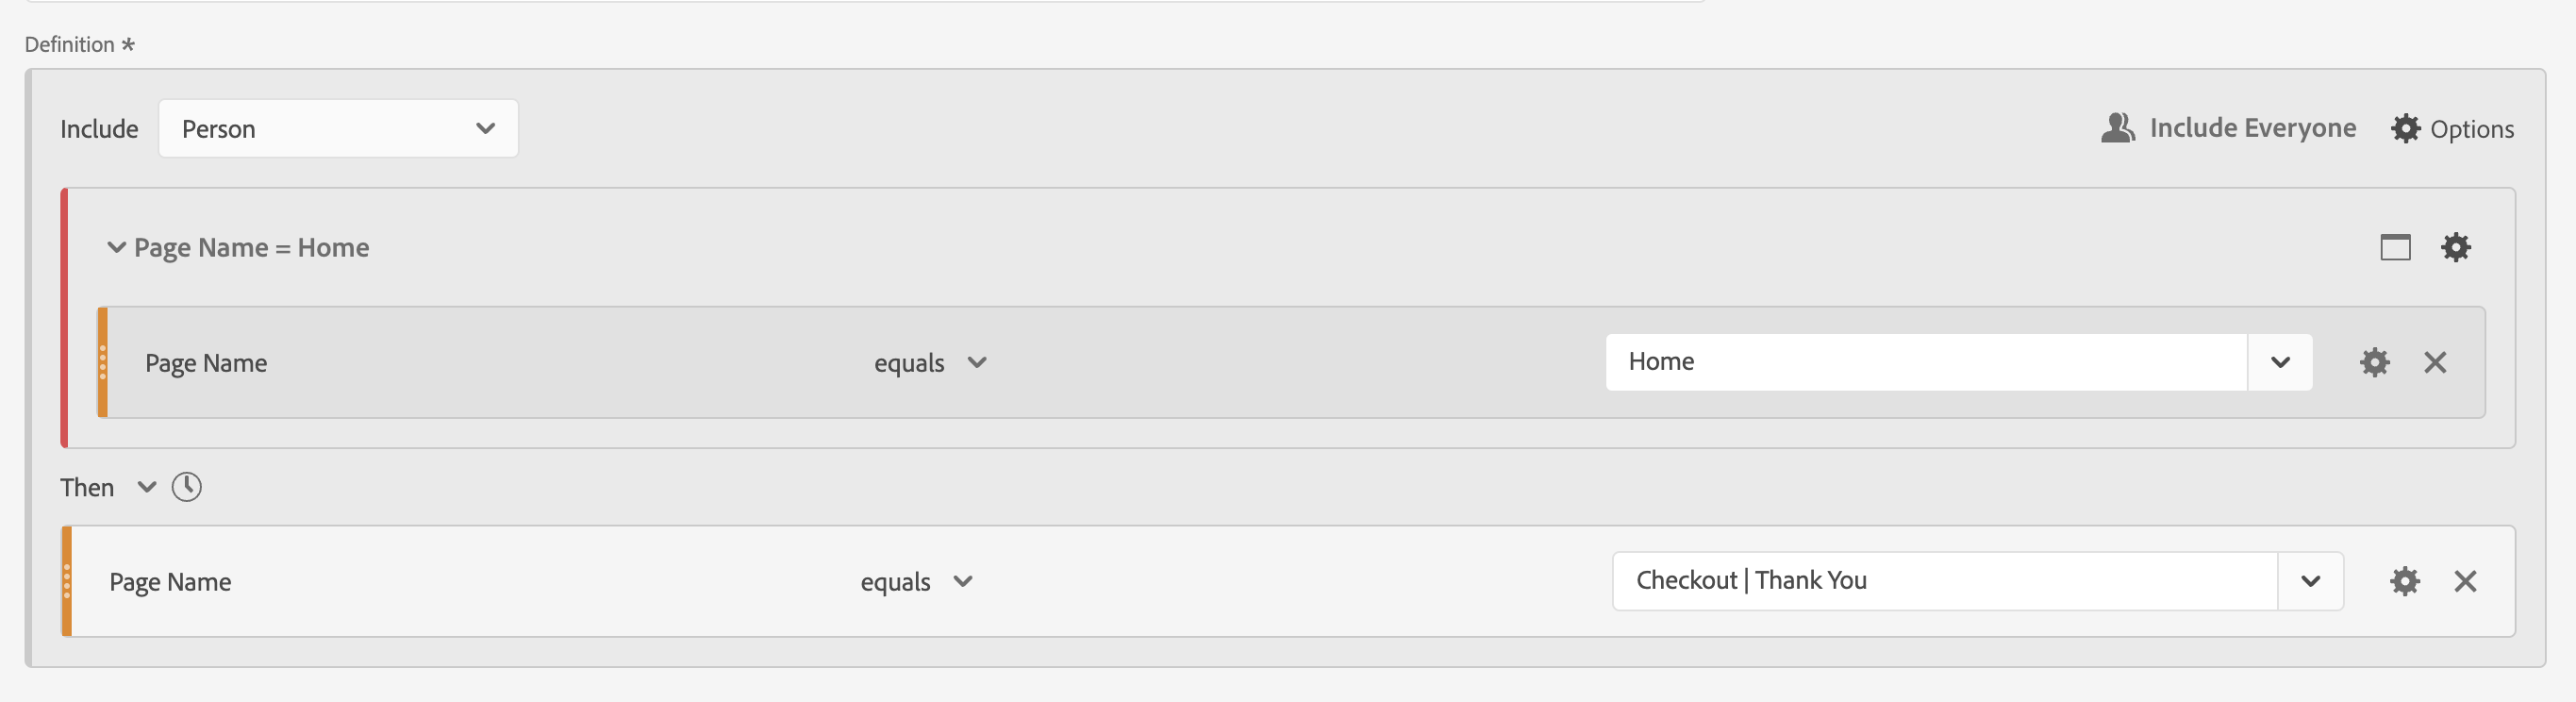 Definition *
Include Person Include Everyone Options
Page Name = Home
Page Name equals Home
Then
Page Name equals Checkout | Thank You